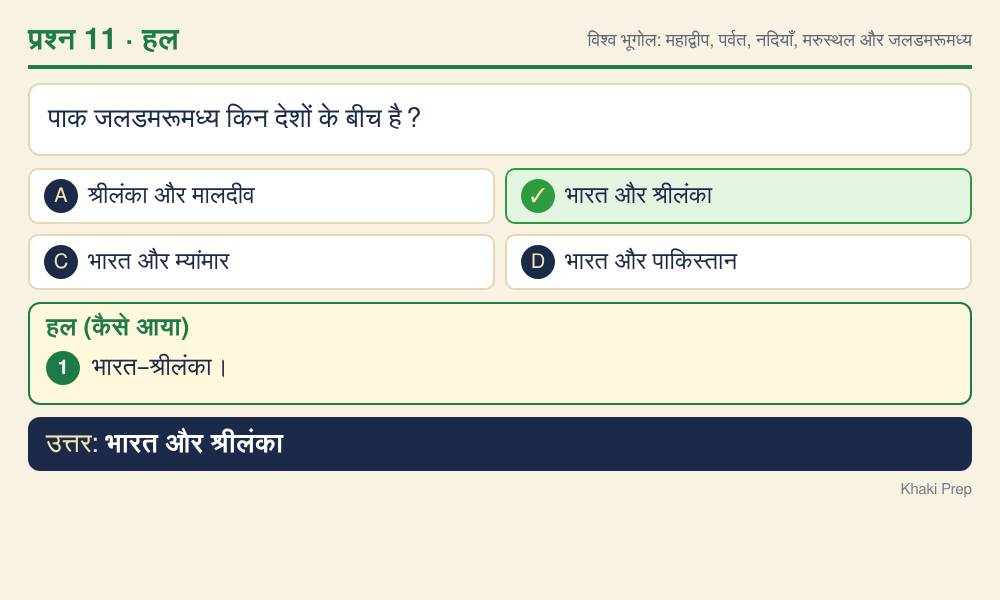 प्रश्न 11 · हल
विश्व भूगोल: महाद्वीप, पर्वत, नदियाँ, मरुस्थल और जलडमरूमध्य
पाक जलडमरूमध्य किन देशों के बीच है ?
A श्रीलंका और मालदीव
✓ भारत और श्रीलंका
C भारत और म्यांमार
D भारत और पाकिस्तान
हल (कैसे आया)
1 भारत–श्रीलंका।
उत्तर: भारत और श्रीलंका
Khaki Prep